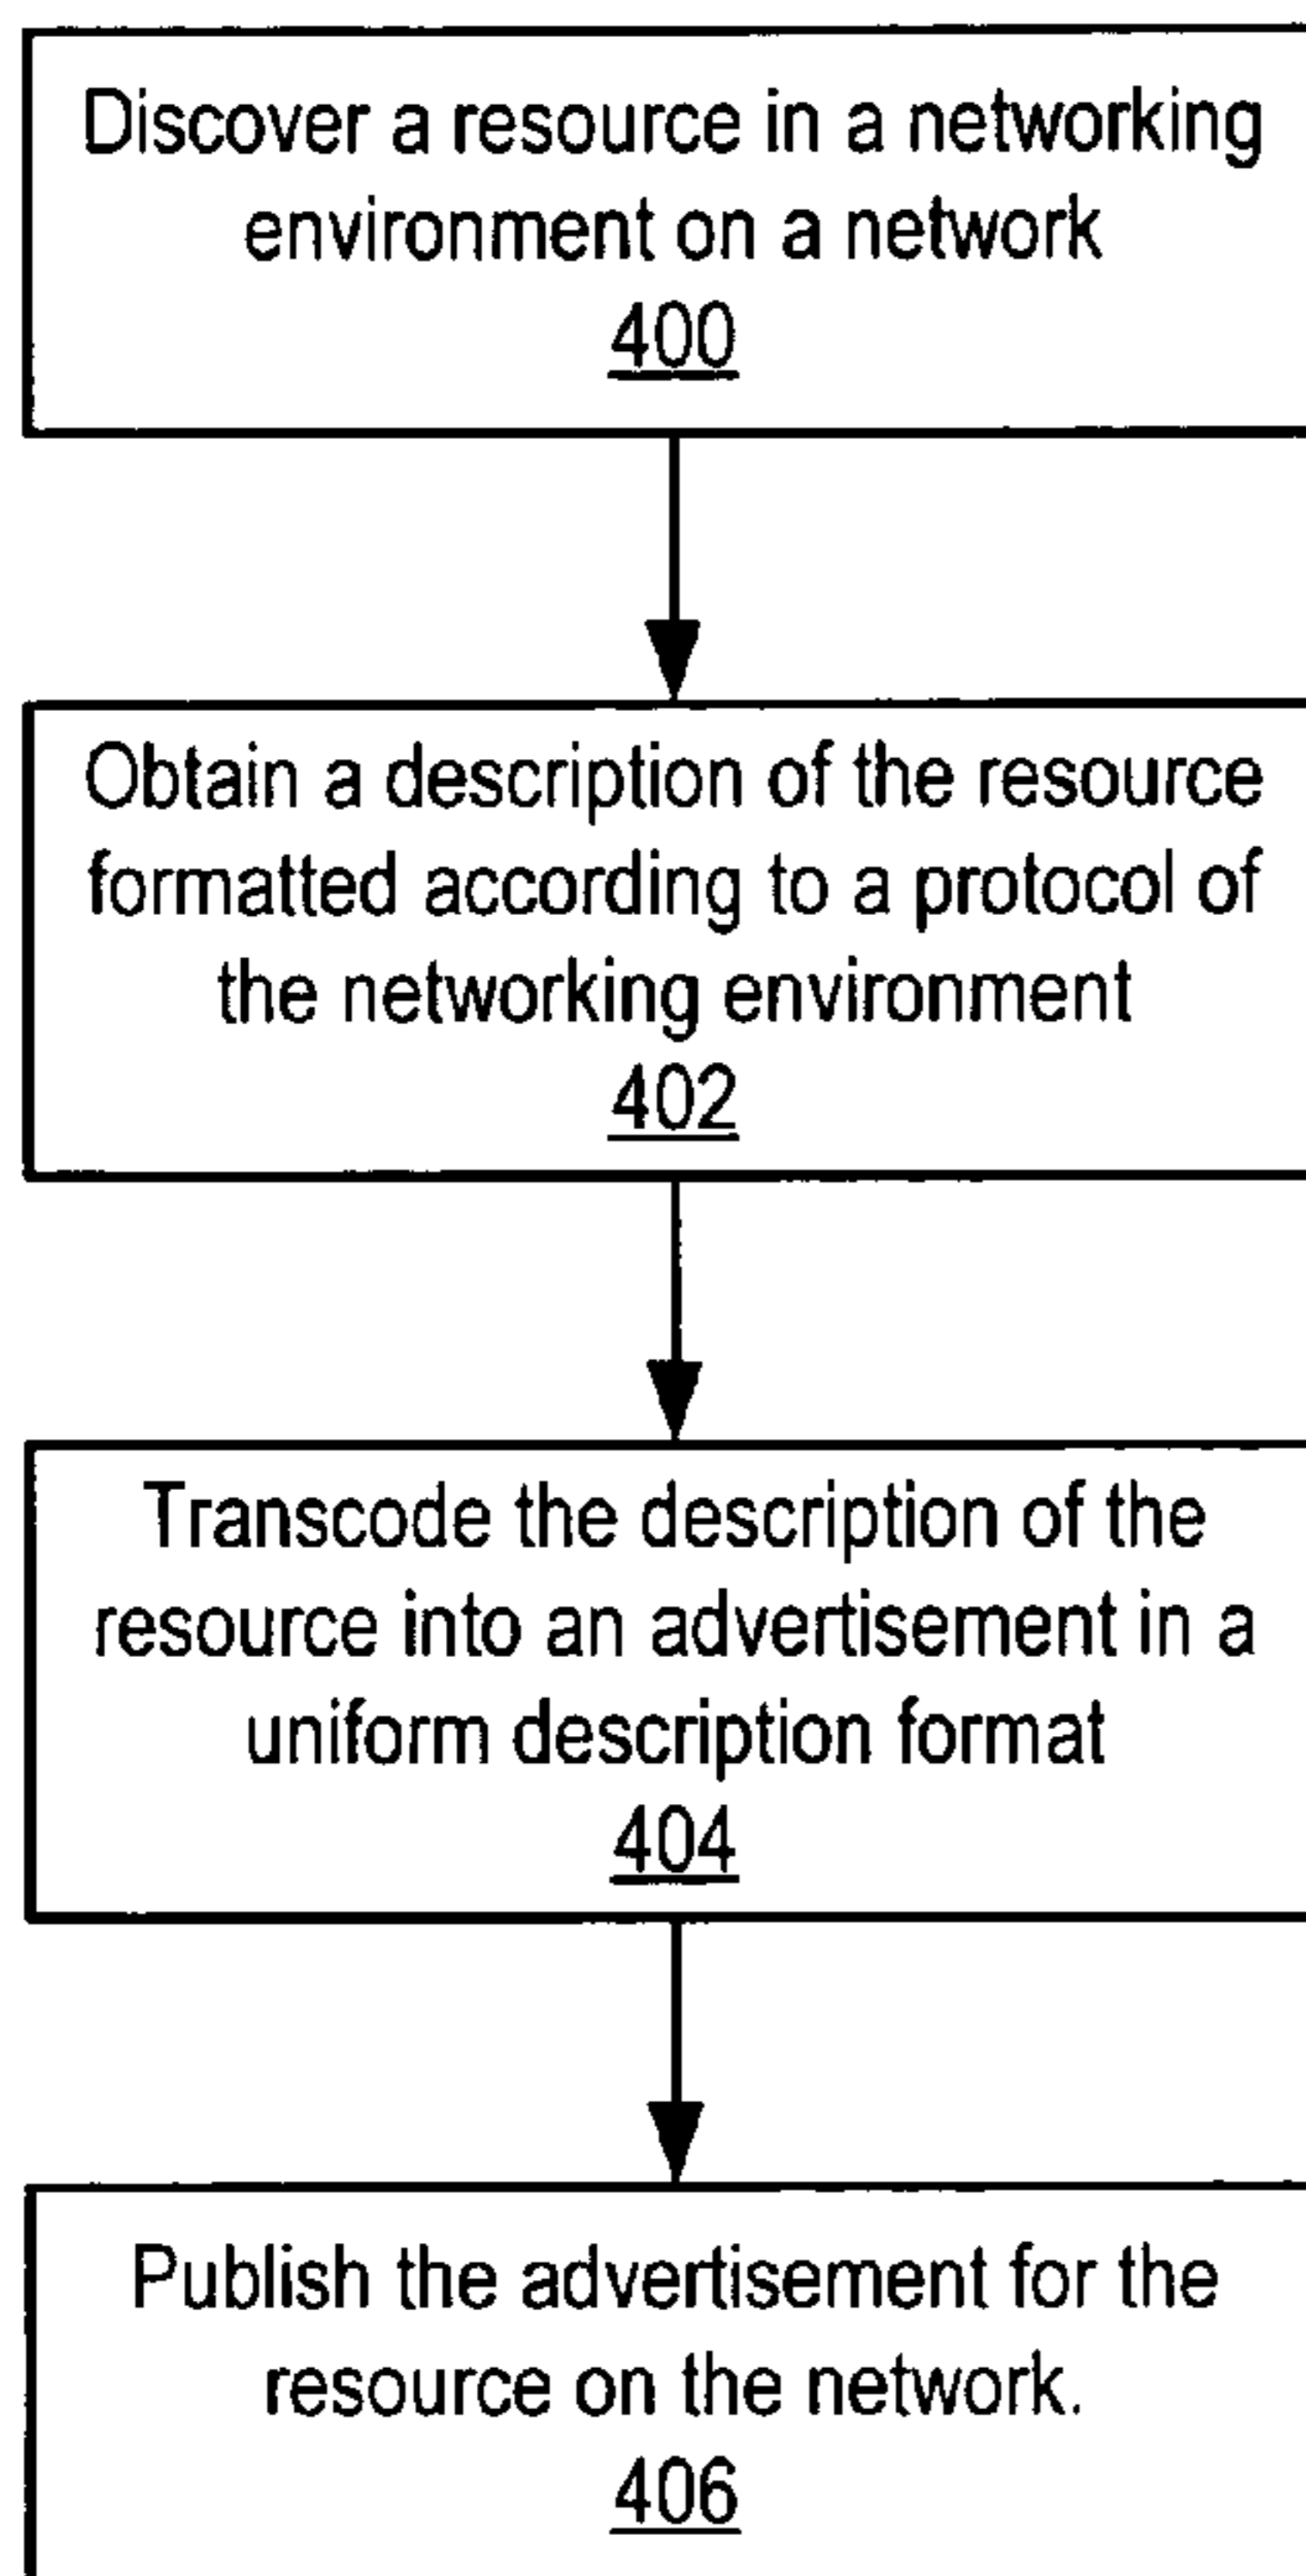 Discover a resource in a networking
environment on a network
400
Obtain a description of the resource
formatted according to a protocol of
the networking environment
402
Transcode the description of the
resource into an advertisement in a
uniform description format
404
Publish the advertisement for the
resource on the network.
406